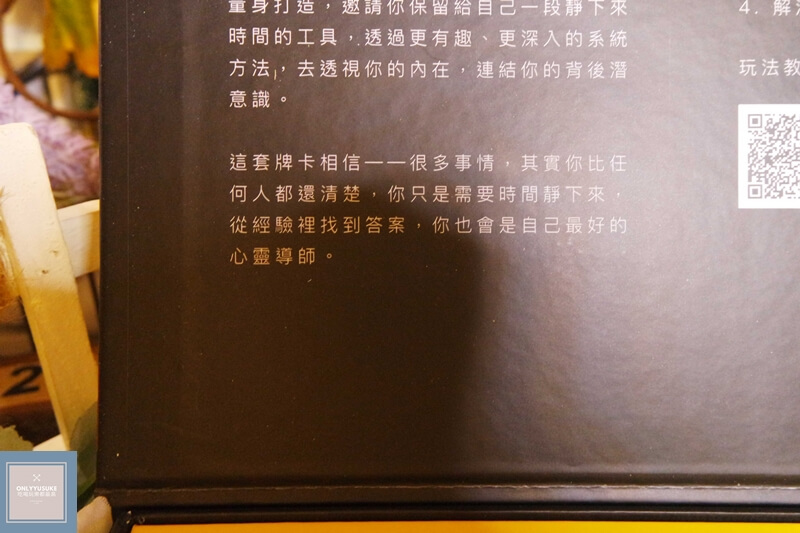 量身打造，邀請你保留給自己一段靜下來
時間的工具，透過更有趣、更深入的系統
方法，去透視你的內在，連結你的背後潛
意識。
這套牌卡相信——很多事情，其實你比任
何人都還清楚，你只是需要時間靜下來，
從經驗裡找到答案，你也會是自己最好的
心靈導師。
4. 解
玩法教
2
ONLYYUSUKE